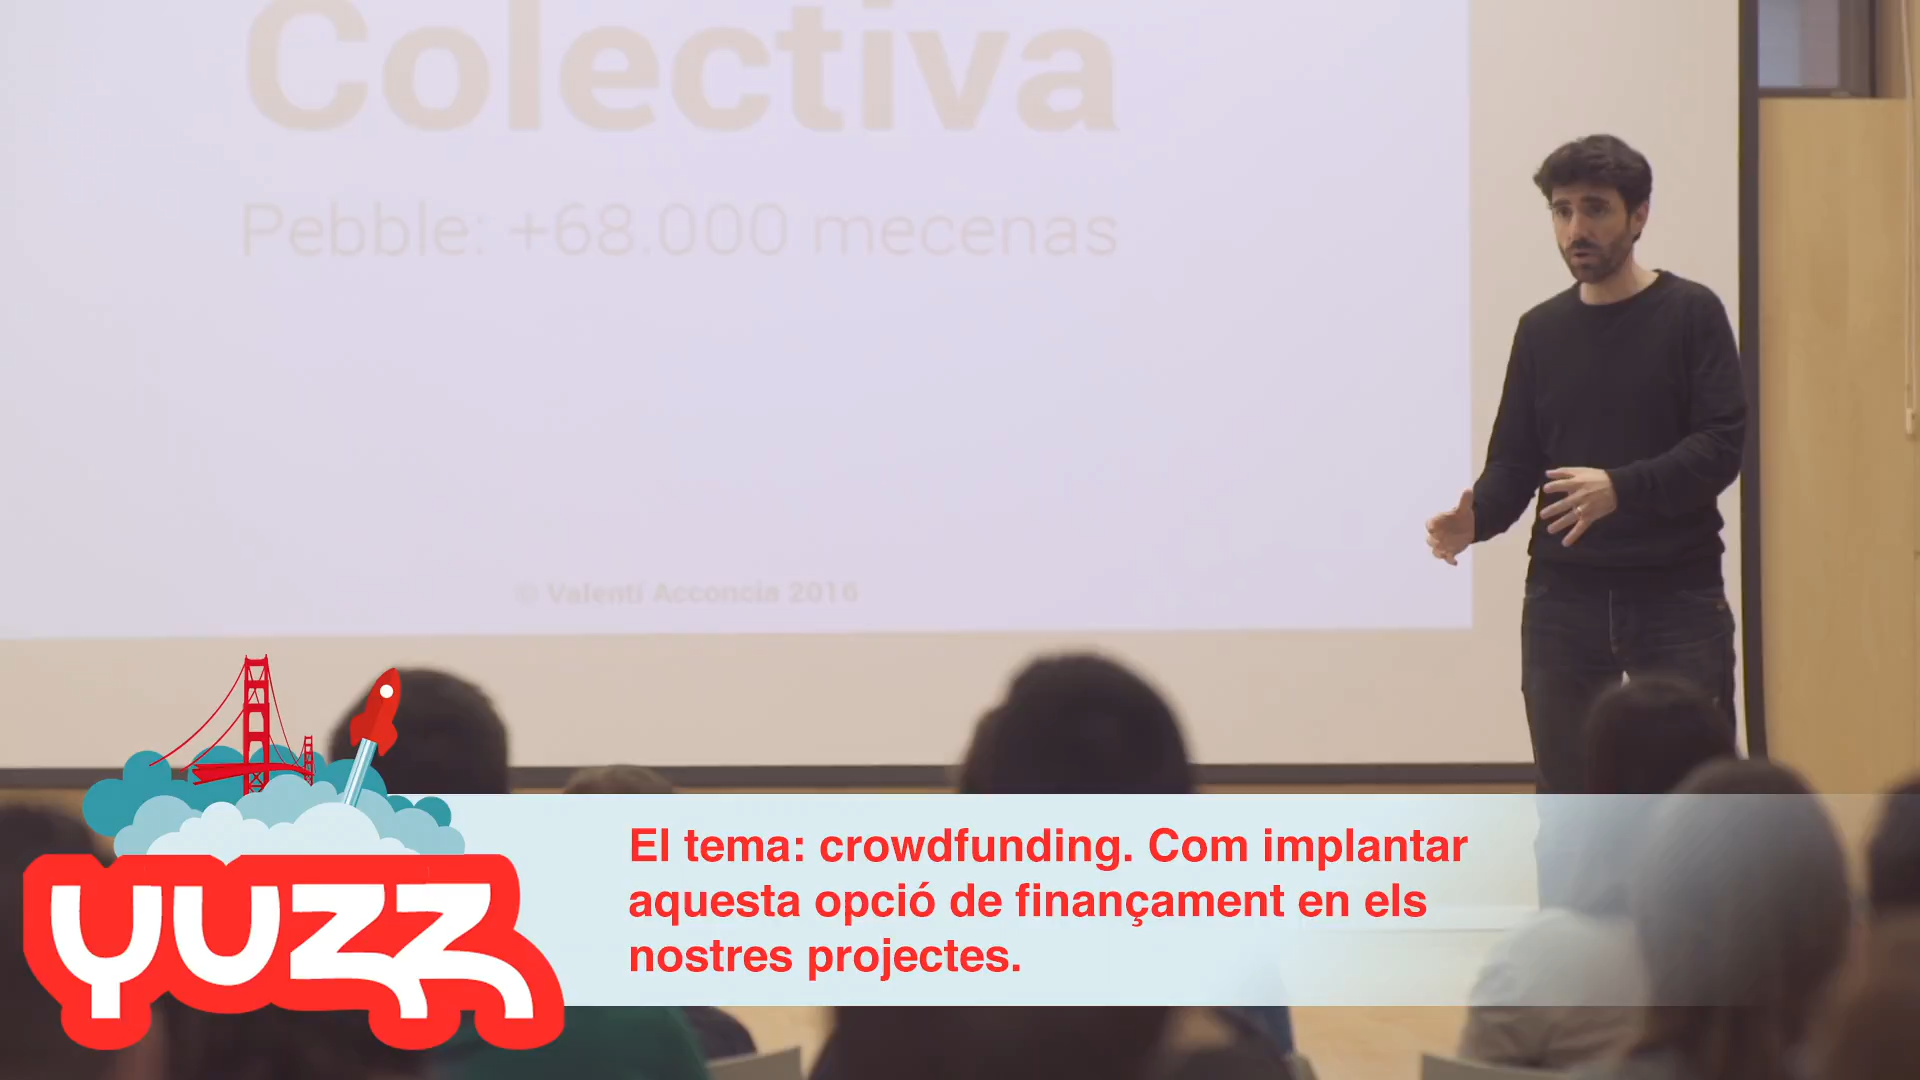 Colectiva
Pebble: +68.000 mecenas
© Valentí Acconcia 2016
El tema: crowdfunding. Com implantar
aquesta opció de finançament en els
nostres projectes.
yuzz